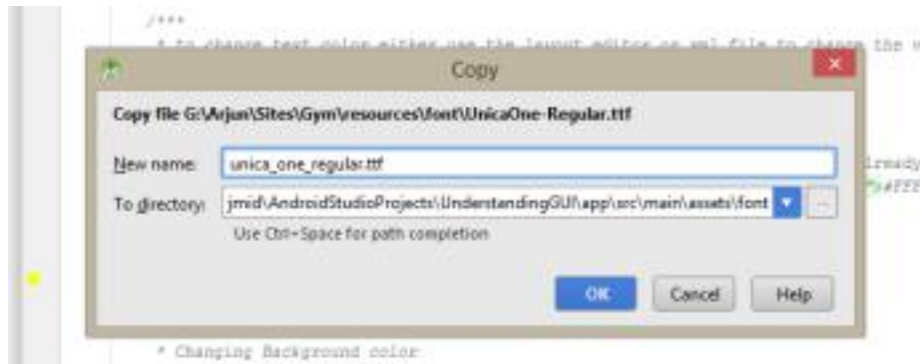 /***
* to change text color either use the layout editor or xml file to change the
Copy
Copy file G:\Arjun\Sites\Gym\resources\font\UnicaOne-Regular.ttf
New name: unica_one_regular.ttf
already
To directory: jmid\AndroidStudioProjects\UnderstandingGUI\app\src\main\assets\font ...
Use Ctrl+Space for path completion
OK Cancel Help
* Changing Background color